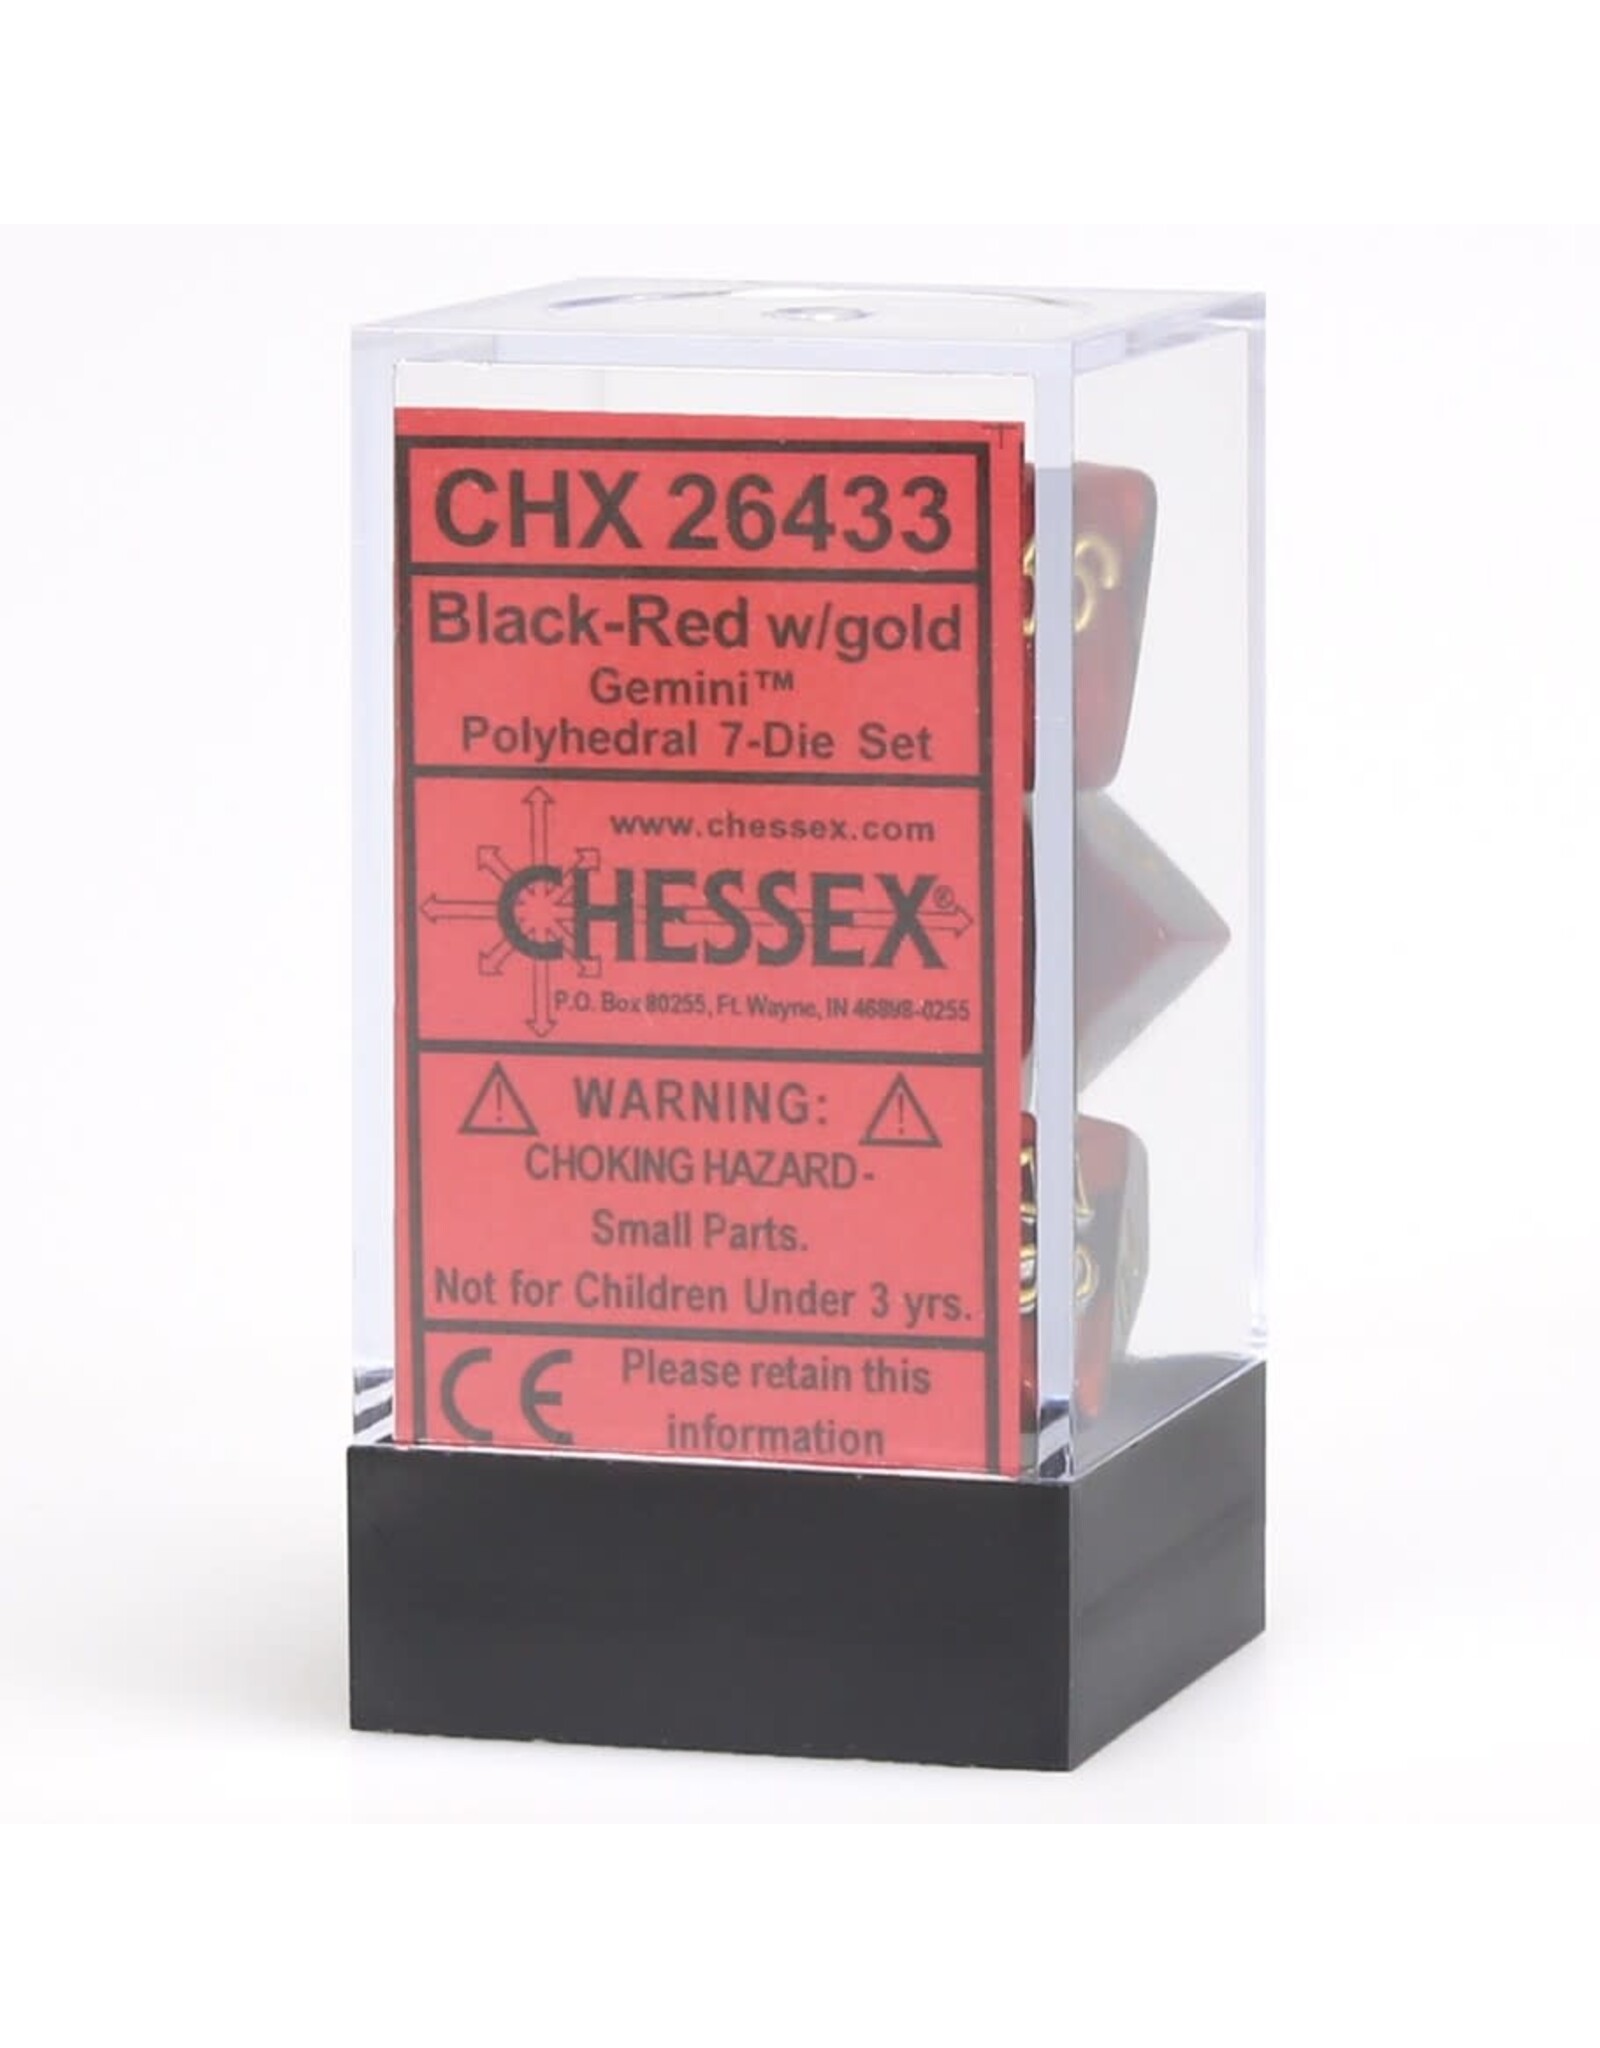 CHX 26433
Black-Red w/gold
Gemini™
Polyhedral 7-Die Set
www.chessex.com
CHESSEX®
P.O. Box 80255, Ft. Wayne, IN 46898-0255
WARNING:
CHOKING HAZARD-
Small Parts.
Not for Children Under 3 yrs.
CE Please retain this
information